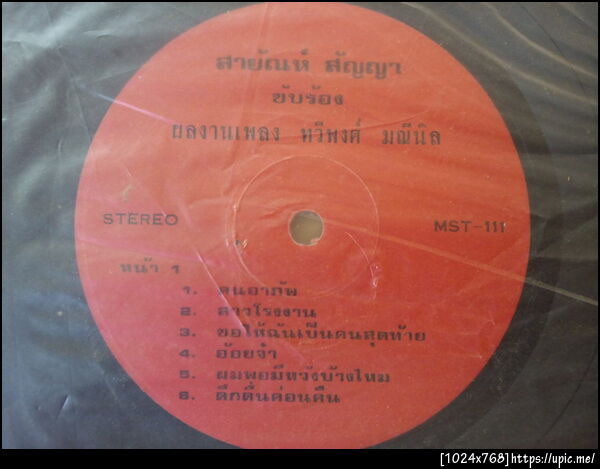 สายัณห์ สัญญา
ขับร้อง
ผลงานเพลง ทวีพงศ์ มณีนิล
STEREO
MST-111
หน้า 1
1. คนอาภัพ
2. สาวโรงงาน
3. ขอให้ฉันเป็นคนสุดท้าย
4. อ้อยจ๋า
5. ผมพอมีหวังบ้างไหม
6. ดึกดื่นค่อนคืน
[1024x768]https://upic.me/